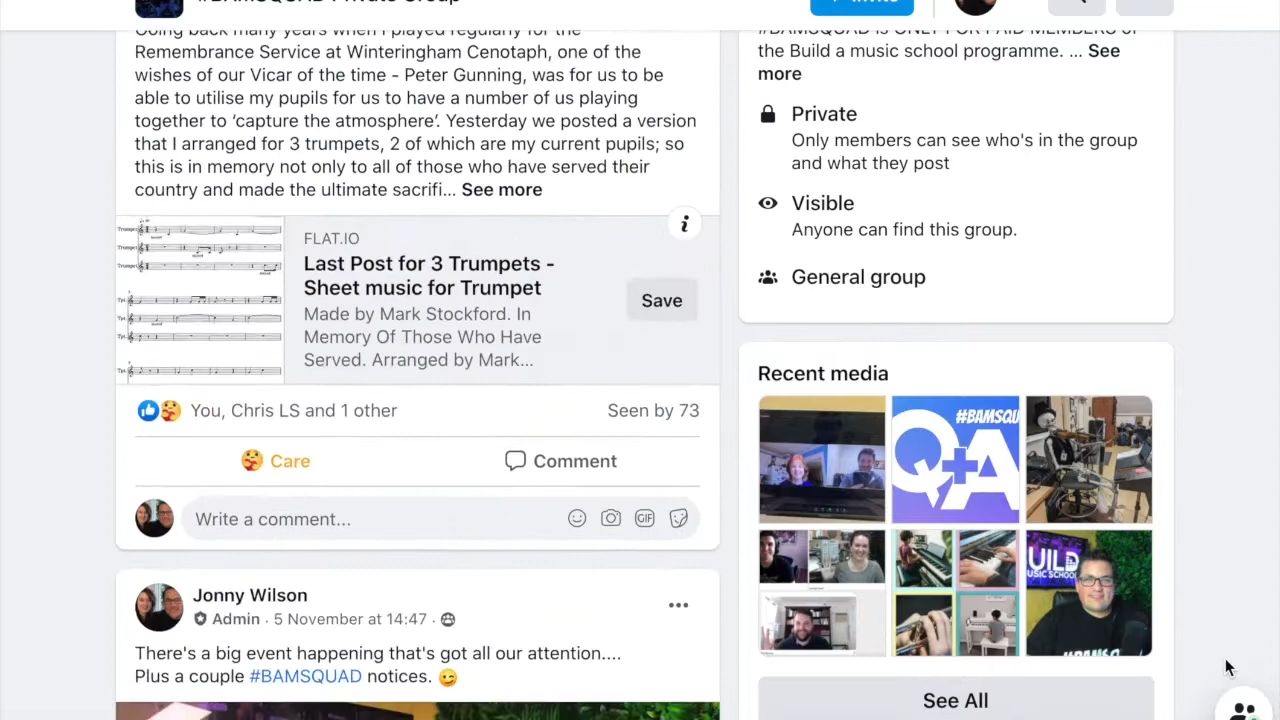 #BAMSQUAD Private Group
Invite
Going back many years when I played regularly for the
Remembrance Service at Winteringham Cenotaph, one of the
wishes of our Vicar of the time - Peter Gunning, was for us to be
able to utilise my pupils for us to have a number of us playing
together to ‘capture the atmosphere’. Yesterday we posted a version
that I arranged for 3 trumpets, 2 of which are my current pupils; so
this is in memory not only to all of those who have served their
country and made the ultimate sacrifi... See more
FLAT.IO
Last Post for 3 Trumpets -
Sheet music for Trumpet
Made by Mark Stockford. In
Memory Of Those Who Have
Served. Arranged by Mark...
Save
You, Chris LS and 1 other
Seen by 73
Care
Comment
Write a comment...
GIF
Jonny Wilson
Admin · 5 November at 14:47 ·
There's a big event happening that's got all our attention....
Plus a couple #BAMSQUAD notices.
#BAMSQUAD is ONLY FOR PAID MEMBERS of
the Build a music school programme. ... See
more
Private
Only members can see who's in the group
and what they post
Visible
Anyone can find this group.
General group
Recent media
#BAMSQU
Q+A
UILD
MUSIC SCHOOL
#BAMSQ
See All